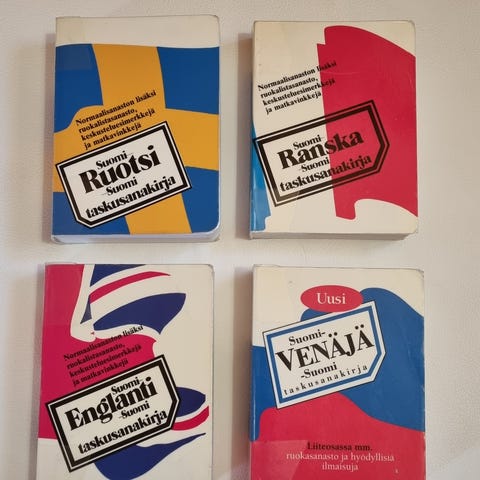 Normaalisanaston lisäksi
ruokalistasanasto,
keskusteluesimerkkejä
ja matkavinkkejä
Suomi
Ruotsi
-Suomi
taskusanakirja
Normaalisanaston lisäksi
ruokalistasanasto,
keskusteluesimerkkejä
ja matkavinkkejä
Suomi
Ranska
-Suomi
taskusanakirja
Normaalisanaston lisäksi
ruokalistasanasto,
keskusteluesimerkkejä
ja matkavinkkejä
Suomi
Englanti
-Suomi
taskusanakirja
Uusi
Suomi-
VENÄJÄ
-Suomi
taskusanakirja
Liiteosassa mm.
ruokasanasto ja hyödyllisiä
ilmaisuja